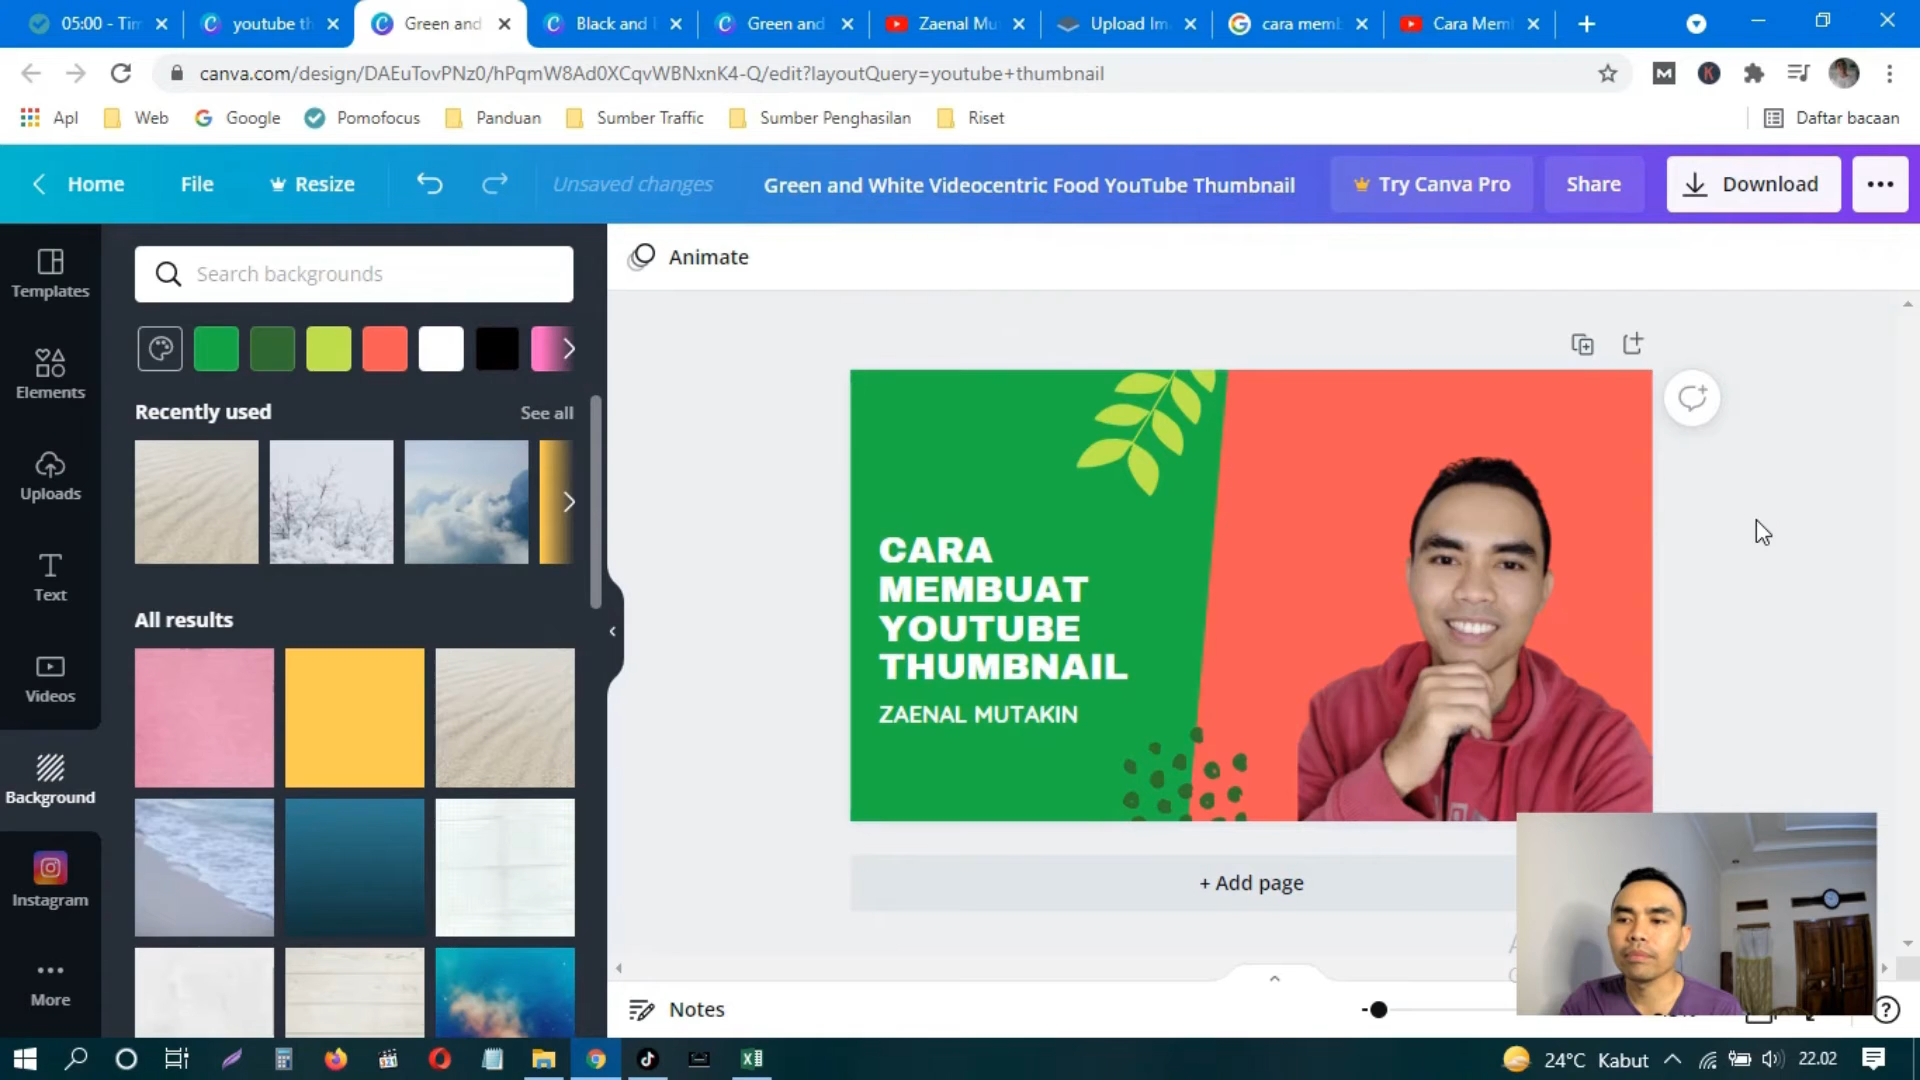 05:00 - Tim
youtube th
Green and
Black and
Green and
Zaenal Mu
Upload Im
cara memb
Cara Mem
canva.com/design/DAEuTovPNz0/hPqmW8Ad0XCqvWBNxnK4-Q/edit?layoutQuery=youtube+thumbnail
Apl
Web
Google
Pomofocus
Panduan
Sumber Traffic
Sumber Penghasilan
Riset
Daftar bacaan
Home
File
Resize
Unsaved changes
Green and White Videocentric Food YouTube Thumbnail
Try Canva Pro
Share
Download
Templates
Elements
Uploads
Text
Videos
Background
Instagram
More
Search backgrounds
Recently used
See all
All results
Animate
CARA
MEMBUAT
YOUTUBE
THUMBNAIL
ZAENAL MUTAKIN
+ Add page
Notes
24°C Kabut
22.02